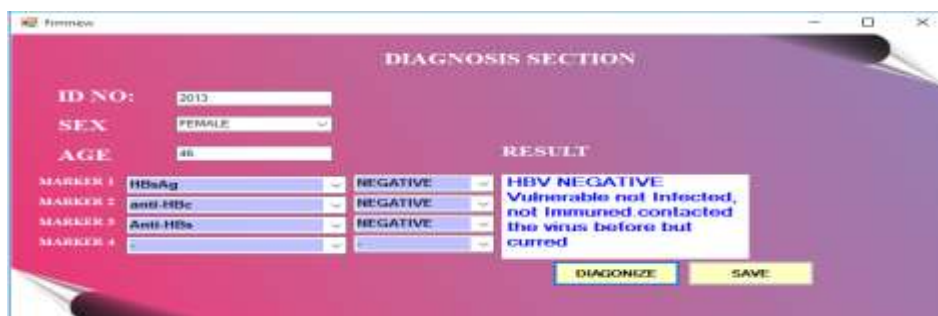 DIAGNOSIS SECTION
ID NO: 2013
SEX FEMALE
AGE 46
RESULT
MARKER 1 HBsAg NEGATIVE
MARKER 2 anti-HBc NEGATIVE
MARKER 3 Anti-HBs NEGATIVE
MARKER 4 - -
HBV NEGATIVE
Vulnerable not Infected,
not Immuned.contacted
the virus before but
curred
DIAGONIZE SAVE